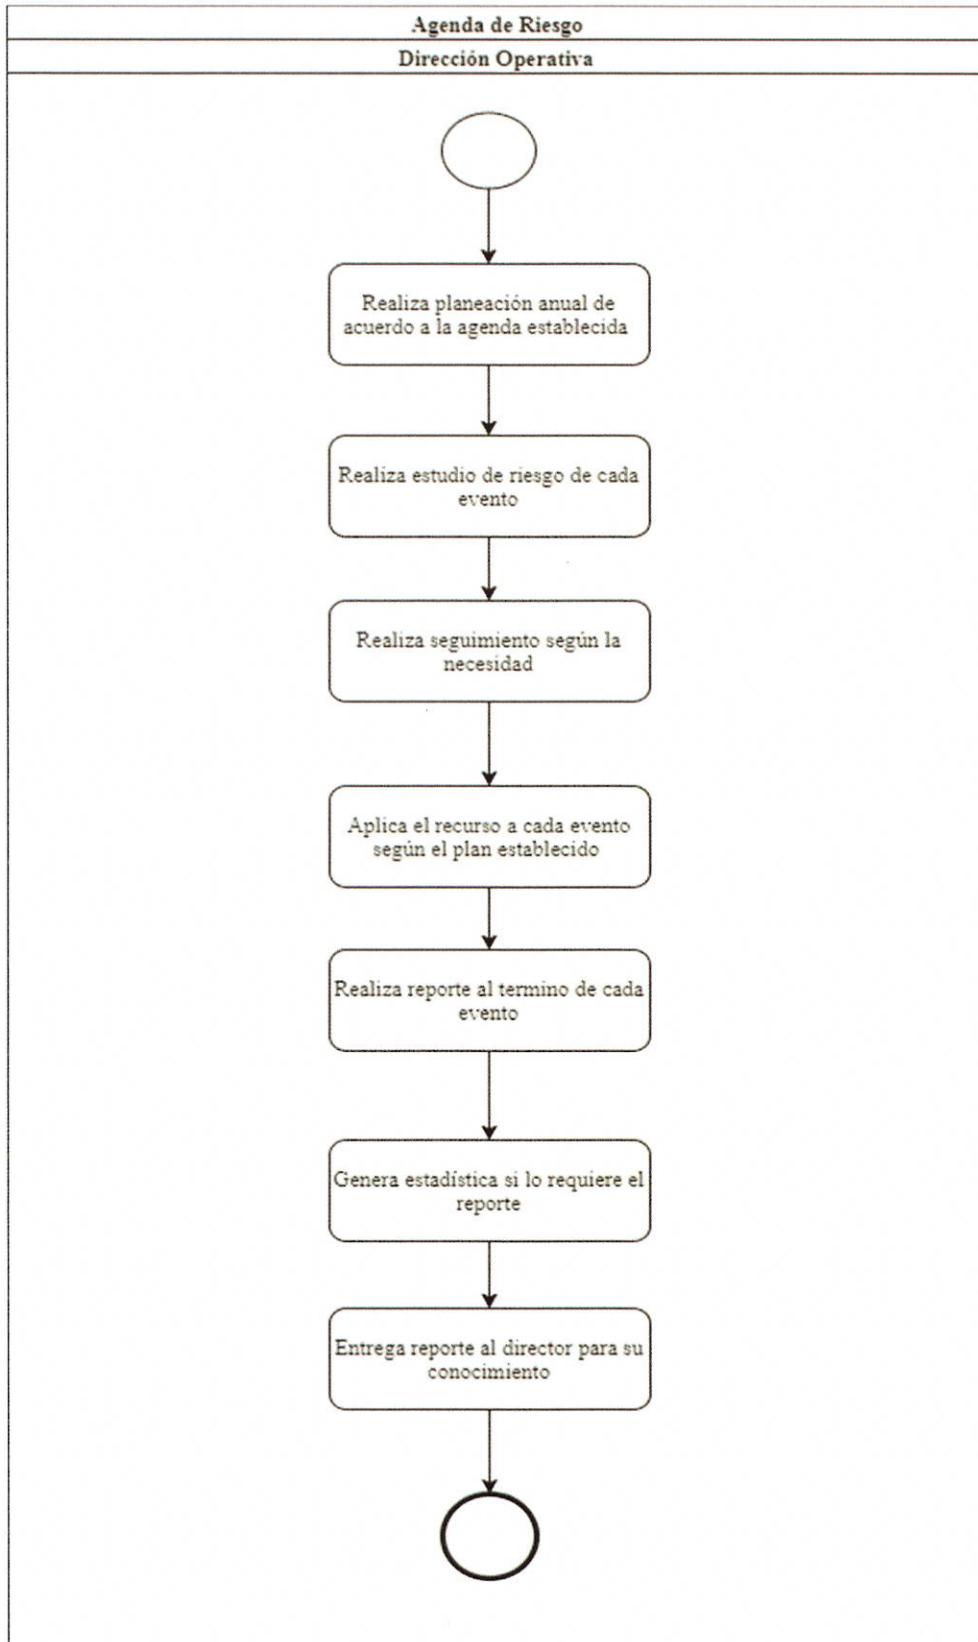 Agenda de Riesgo
Dirección Operativa
Realiza planeación anual de
acuerdo a la agenda establecida
Realiza estudio de riesgo de cada
evento
Realiza seguimiento según la
necesidad
Aplica el recurso a cada evento
según el plan establecido
Realiza reporte al termino de cada
evento
Genera estadística si lo requiere el
reporte
Entrega reporte al director para su
conocimiento